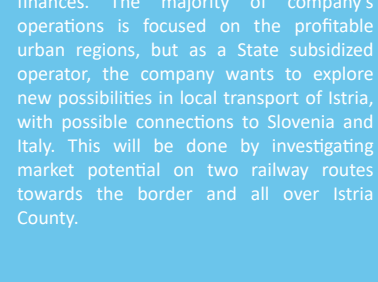 finances. The majority of company's
operations is focused on the profitable
urban regions, but as a State subsidized
operator, the company wants to explore
new possibilities in local transport of Istria,
with possible connections to Slovenia and
Italy. This will be done by investigating
market potential on two railway routes
towards the border and all over Istria
County.